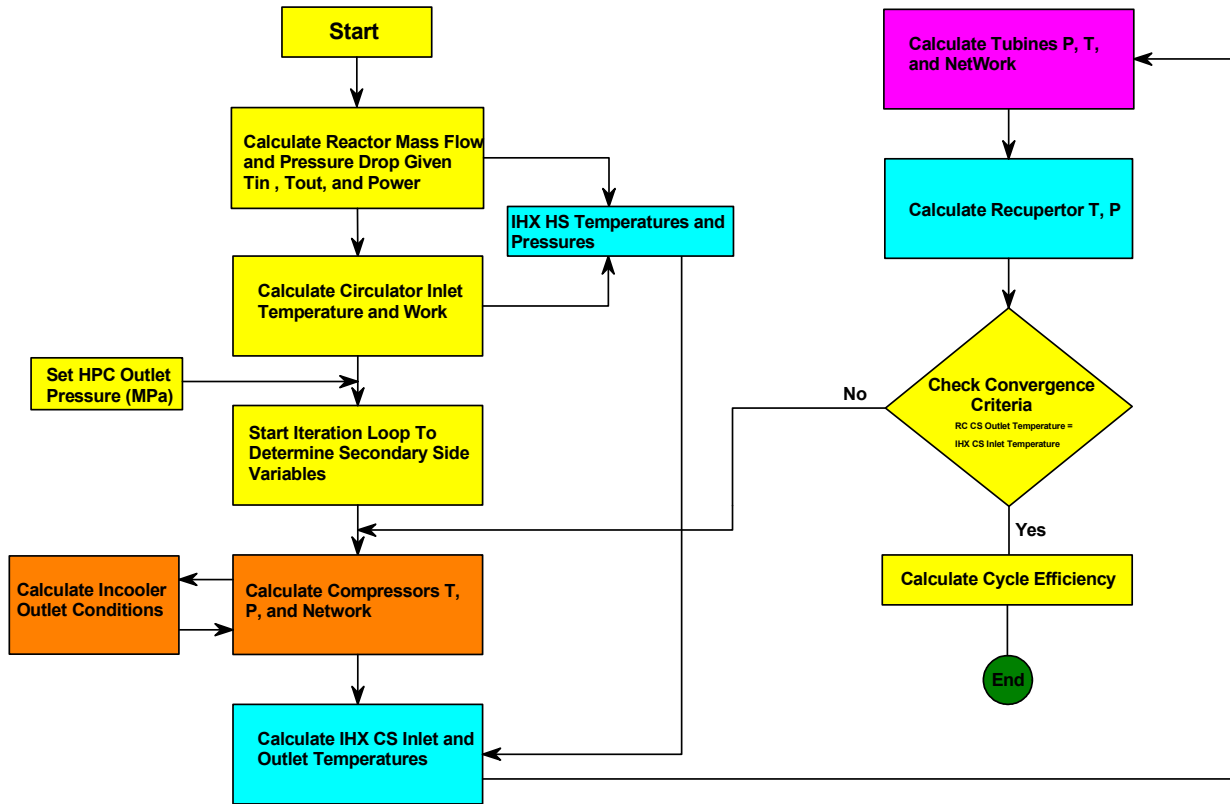 Start
Calculate Reactor Mass Flow
and Pressure Drop Given
Tin , Tout, and Power
IHX HS Temperatures and
Pressures
Calculate Circulator Inlet
Temperature and Work
Set HPC Outlet
Pressure (MPa)
Start Iteration Loop To
Determine Secondary Side
Variables
Calculate Incooler
Outlet Conditions
Calculate Compressors T,
P, and Network
Calculate IHX CS Inlet and
Outlet Temperatures
Calculate Tubines P, T,
and NetWork
Calculate Recupertor T, P
No
Check Convergence
Criteria
RC CS Outlet Temperature =
IHX CS Inlet Temperature
Yes
Calculate Cycle Efficiency
End